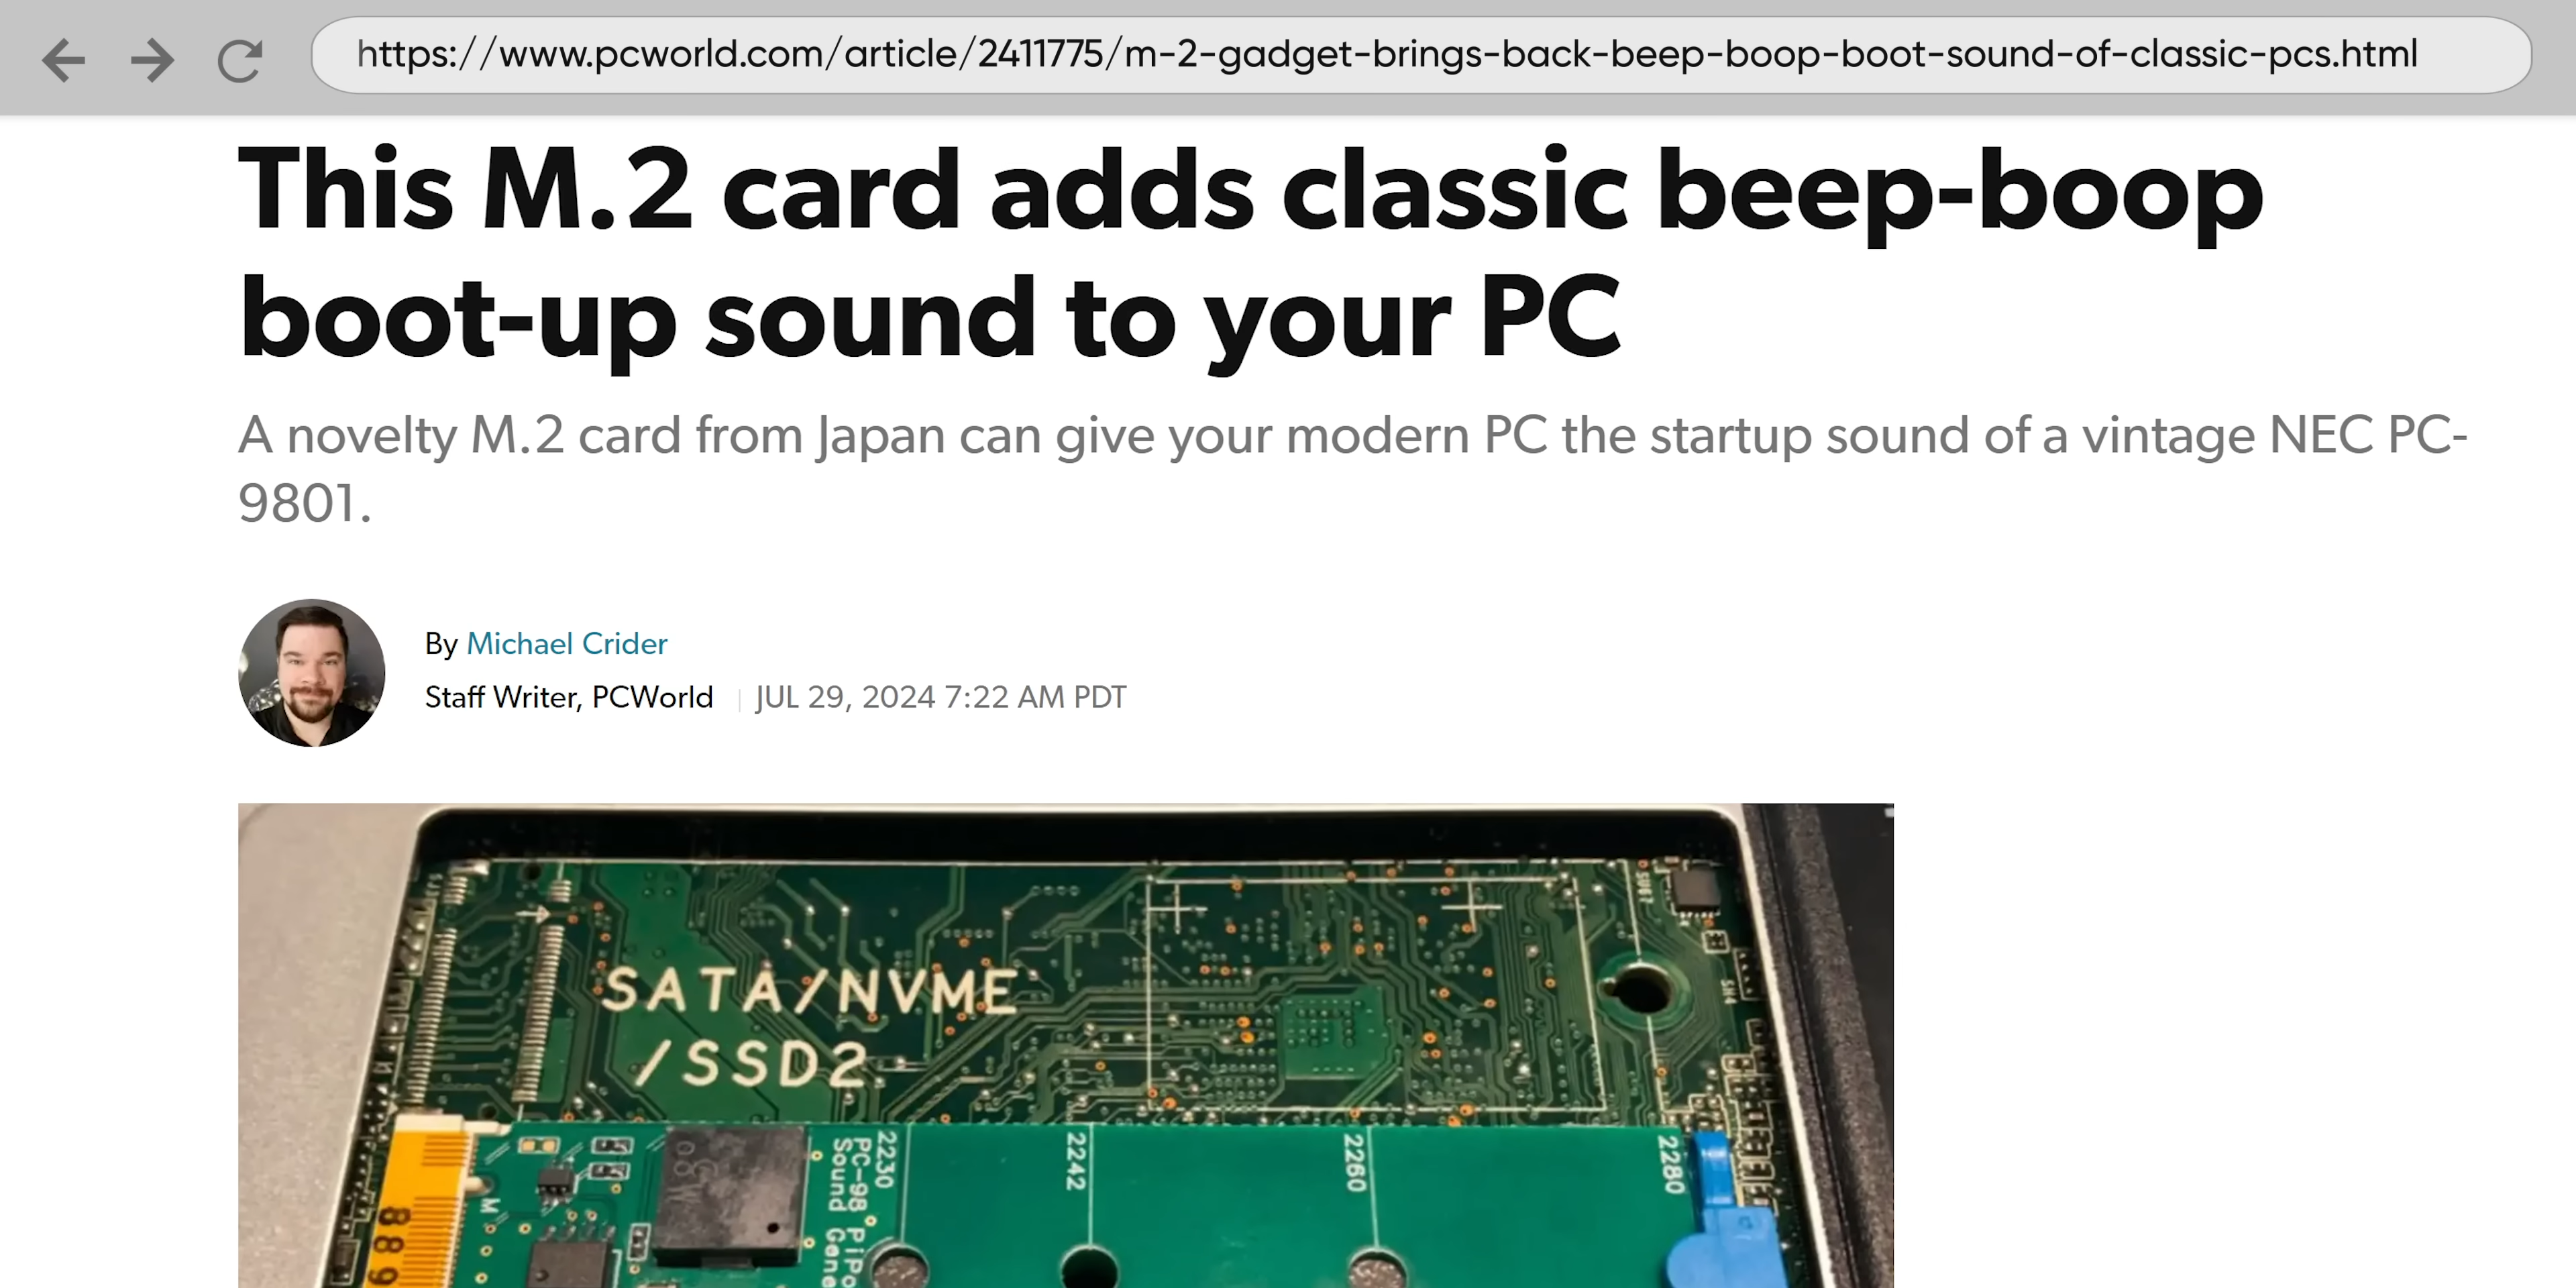 https://www.pcworld.com/article/2411775/m-2-gadget-brings-back-beep-boop-boot-sound-of-classic-pcs.html
This M.2 card adds classic beep-boop
boot-up sound to your PC
A novelty M.2 card from Japan can give your modern PC the startup sound of a vintage NEC PC-
9801.
By Michael Crider
Staff Writer, PCWorld | JUL 29, 2024 7:22 AM PDT
SATA/NVME
/SSD2
2230
2242
2260
2280
PC-98 PiPo
Sound Gene
M
889